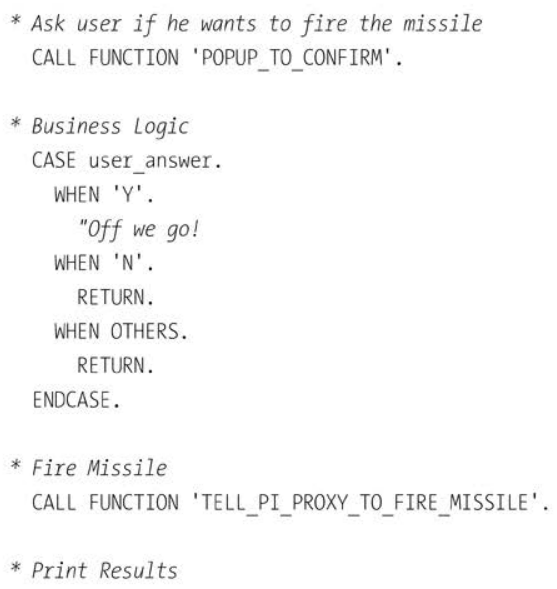 * Ask user if he wants to fire the missile
CALL FUNCTION 'POPUP_TO_CONFIRM'.
* Business Logic
CASE user_answer.
WHEN 'Y'.
"Off we go!
WHEN 'N'.
RETURN.
WHEN OTHERS.
RETURN.
ENDCASE.
* Fire Missile
CALL FUNCTION 'TELL_PI_PROXY_TO_FIRE_MISSILE'.
* Print Results